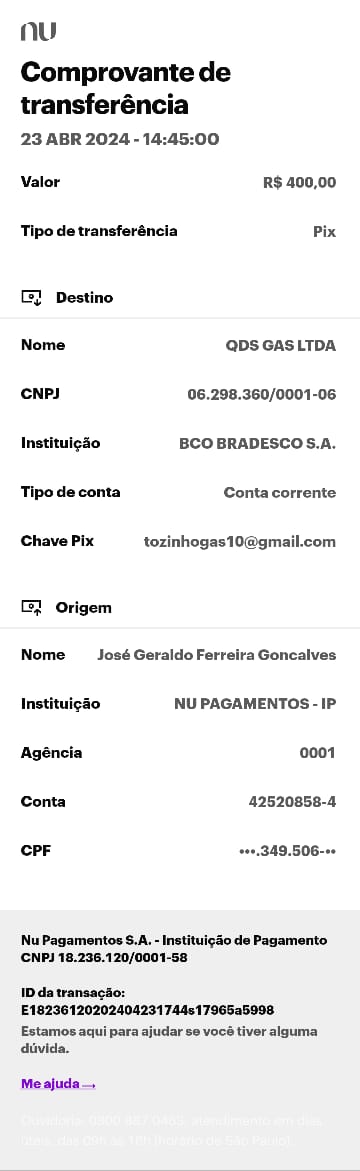 nu
Comprovante de
transferência
23 ABR 2024 - 14:45:00
Valor R$ 400,00
Tipo de transferência Pix
Destino
Nome QDS GAS LTDA
CNPJ 06.298.360/0001-06
Instituição BCO BRADESCO S.A.
Tipo de conta Conta corrente
Chave Pix tozinhogas10@gmail.com
Origem
Nome José Geraldo Ferreira Goncalves
Instituição NU PAGAMENTOS - IP
Agência 0001
Conta 42520858-4
CPF •••.349.506-••
Nu Pagamentos S.A. - Instituição de Pagamento
CNPJ 18.236.120/0001-58
ID da transação:
E18236120202404231744s17965a5998
Estamos aqui para ajudar se você tiver alguma
dúvida.
Me ajuda →
Ouvidoria: 0800 887 0463, atendimento em dias
úteis, das 09h às 18h (horário de São Paulo).